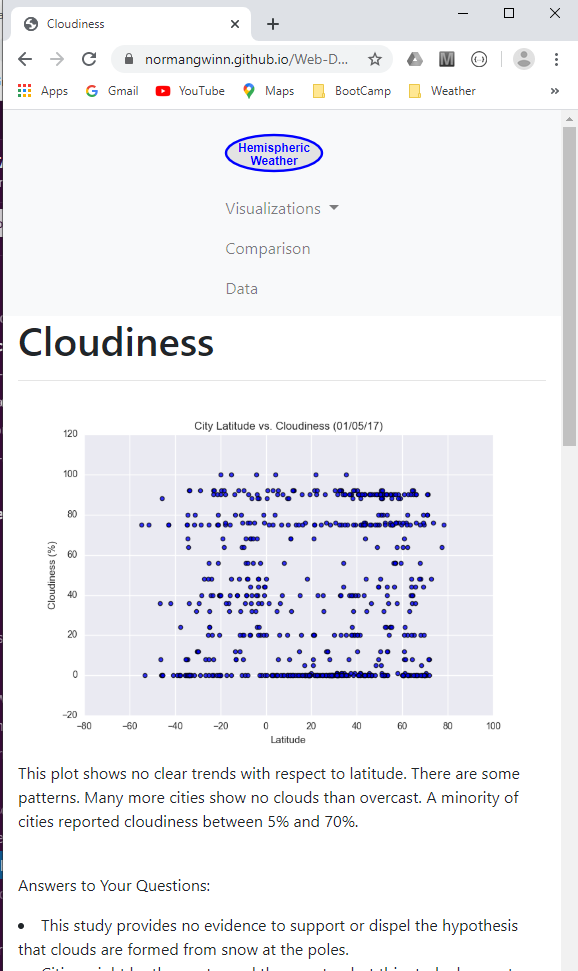 Cloudiness
normangwinn.github.io/Web-D...
M
Apps
Gmail
YouTube
Maps
BootCamp
Weather
»
Hemispheric
Weather
Visualizations
Comparison
Data
Cloudiness
City Latitude vs. Cloudiness (01/05/17)
120
100
80
60
40
20
0
−20
Cloudiness (%)
−80 −60 −40 −20 0 20 40 60 80 100
Latitude
This plot shows no clear trends with respect to latitude. There are some
patterns. Many more cities show no clouds than overcast. A minority of
cities reported cloudiness between 5% and 70%.
Answers to Your Questions:
• This study provides no evidence to support or dispel the hypothesis
that clouds are formed from snow at the poles.